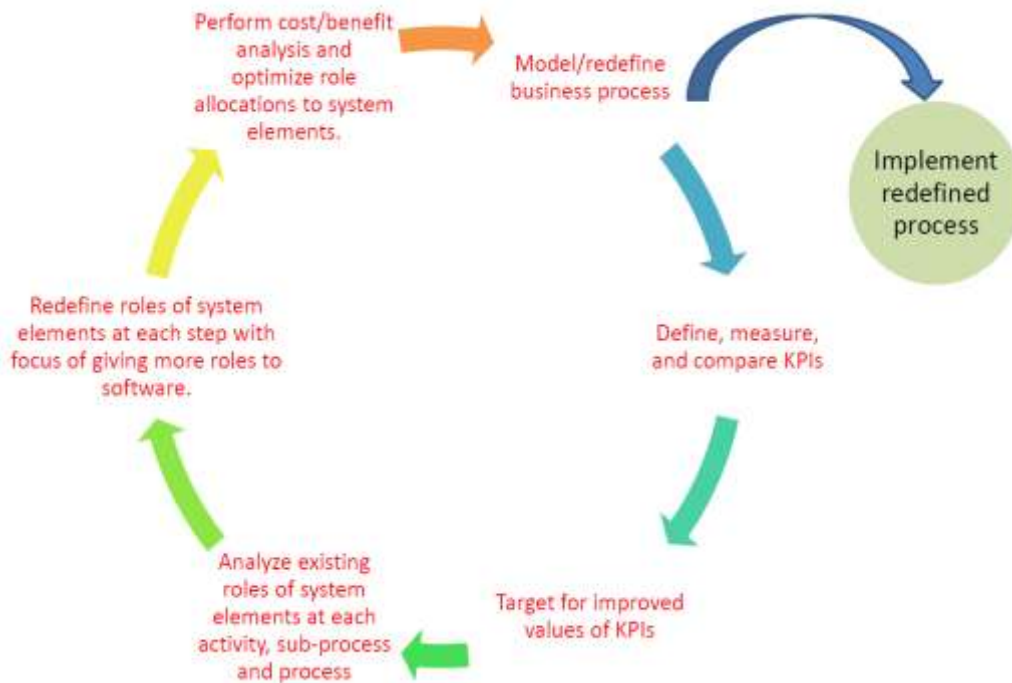 Perform cost/benefit
analysis and
optimize role
allocations to system
elements.
Model/redefine
business process
Implement
redefined
process
Define, measure,
and compare KPIs
Target for improved
values of KPIs
Analyze existing
roles of system
elements at each
activity, sub-process
and process
Redefine roles of system
elements at each step with
focus of giving more roles to
software.